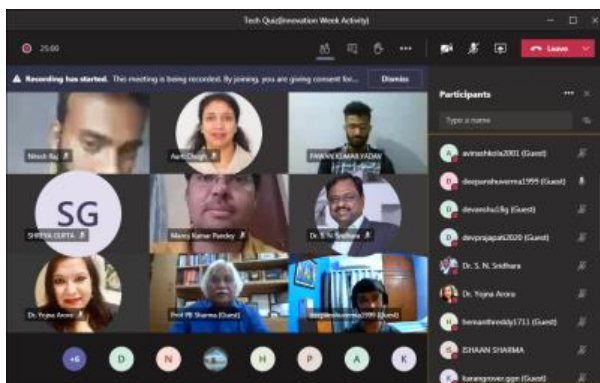 Tech Quiz(Innovation Week Activity)
25:00
Leave
Recording has started. This meeting is being recorded. By joining, you are giving consent for... Dismiss
Participants
Type a name
Nitesh Raj
Aarti Chugh
PAWAN KUMAR YADAV
SG
SHREYA GUPTA
Manoj Kumar Pandey
Dr. S. N. Sridhara
Dr. Yojna Arora
Prof PB Sharma (Guest)
deepanshuverma1999 (Guest)
+6
D
N
H
P
A
K
A avinashkola2001 (Guest)
D deepanshuverma1999 (Guest)
D devanshu18g (Guest)
D devprajapati2020 (Guest)
Dr. S. N. Sridhara
Dr. Yojna Arora
H hemanthreddy1711 (Guest)
IS ISHAAN SHARMA
K karangrover.ggn (Guest)